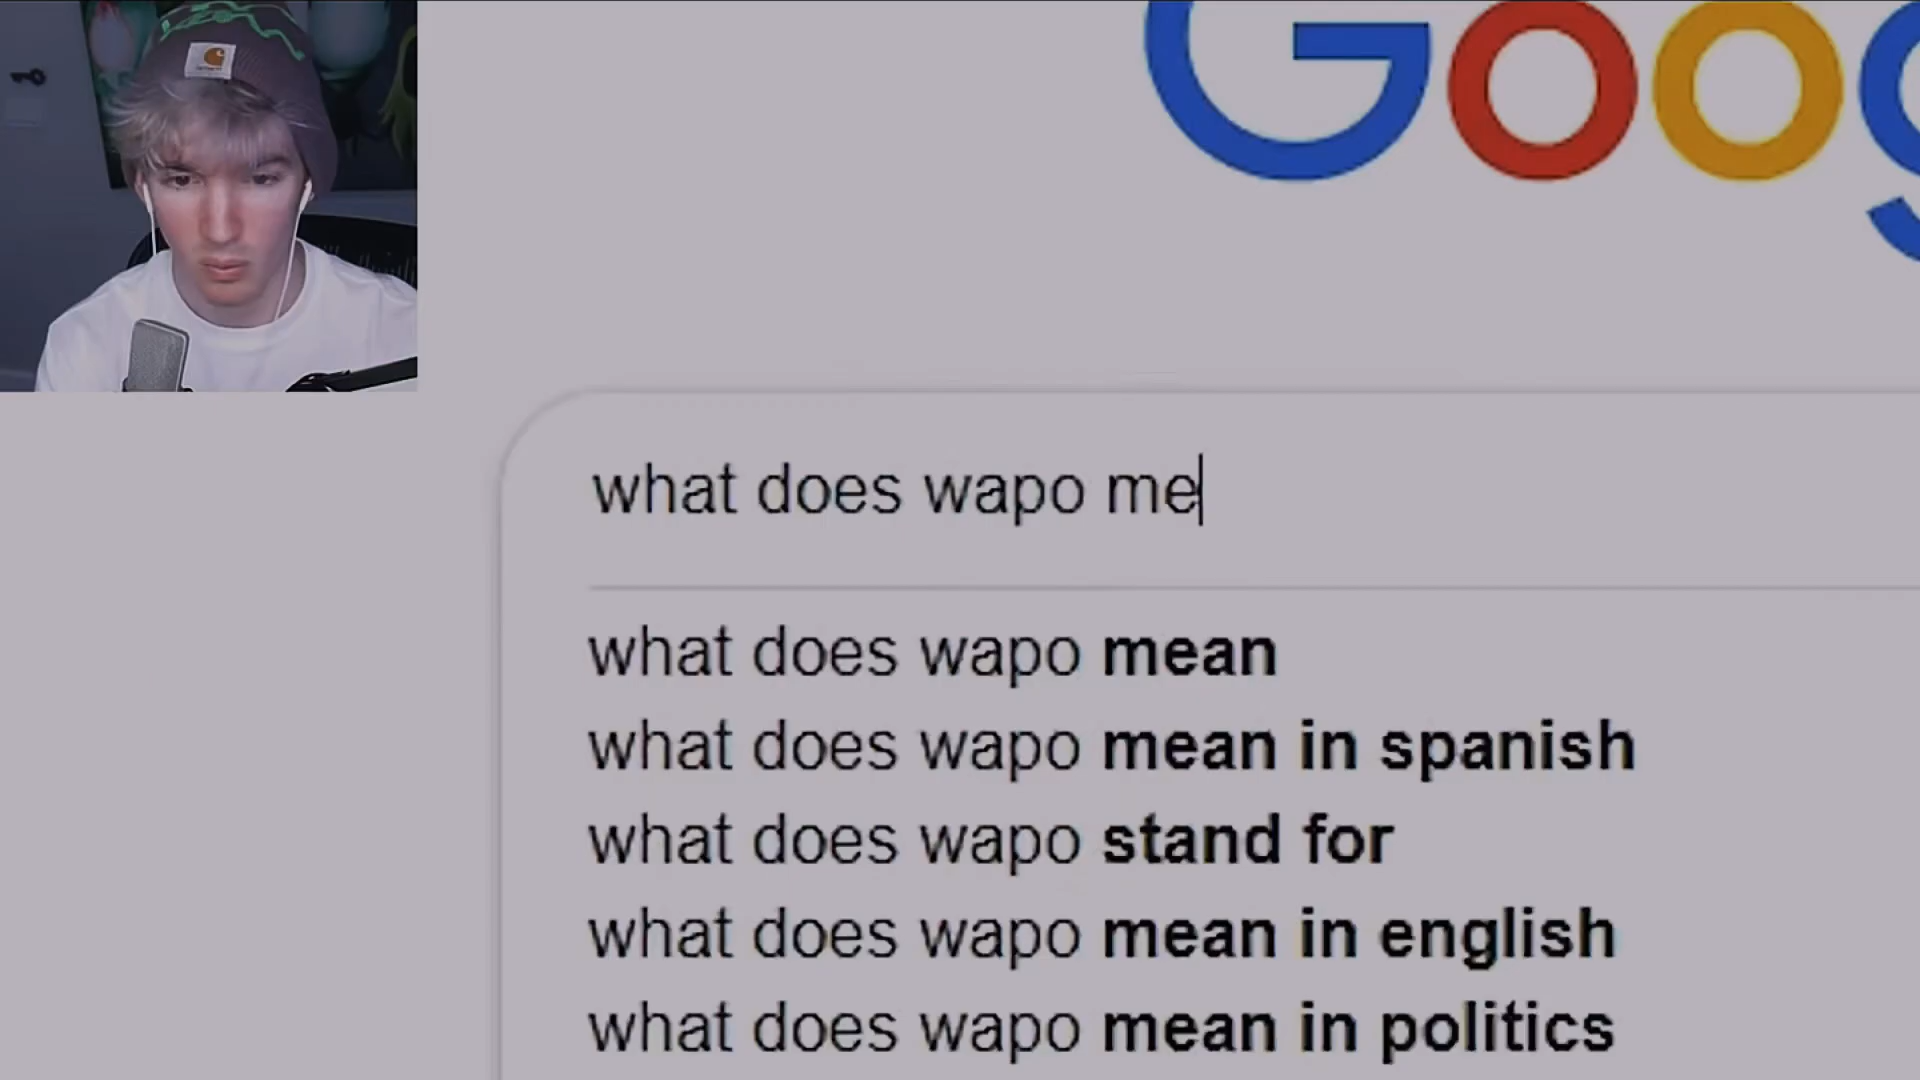 Goog
what does wapo me
what does wapo mean
what does wapo mean in spanish
what does wapo stand for
what does wapo mean in english
what does wapo mean in politics